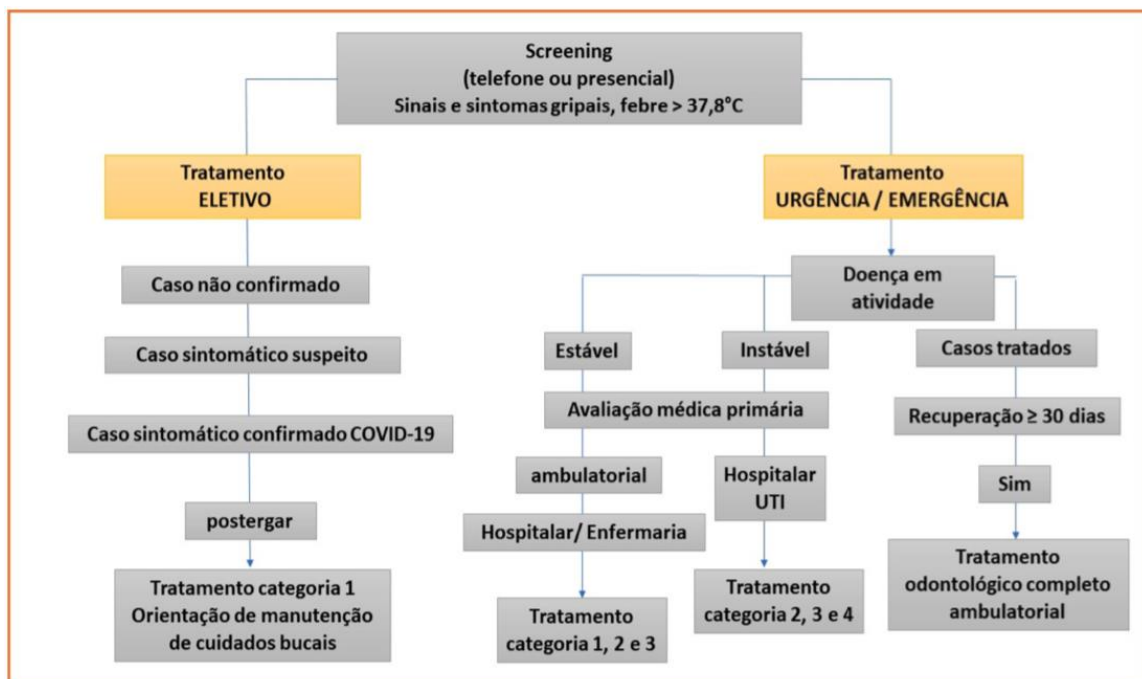 Screening
(telefone ou presencial)
Sinais e sintomas gripais, febre > 37,8°C
Tratamento
ELETIVO
Caso não confirmado
Caso sintomático suspeito
Caso sintomático confirmado COVID-19
postergar
Tratamento categoria 1
Orientação de manutenção
de cuidados bucais
Tratamento
URGÊNCIA / EMERGÊNCIA
Doença em
atividade
Estável
Instável
Casos tratados
Avaliação médica primária
Recuperação ≥ 30 dias
ambulatorial
Hospitalar
UTI
Sim
Hospitalar/ Enfermaria
Tratamento
categoria 1, 2 e 3
Tratamento
categoria 2, 3 e 4
Tratamento
odontológico completo
ambulatorial